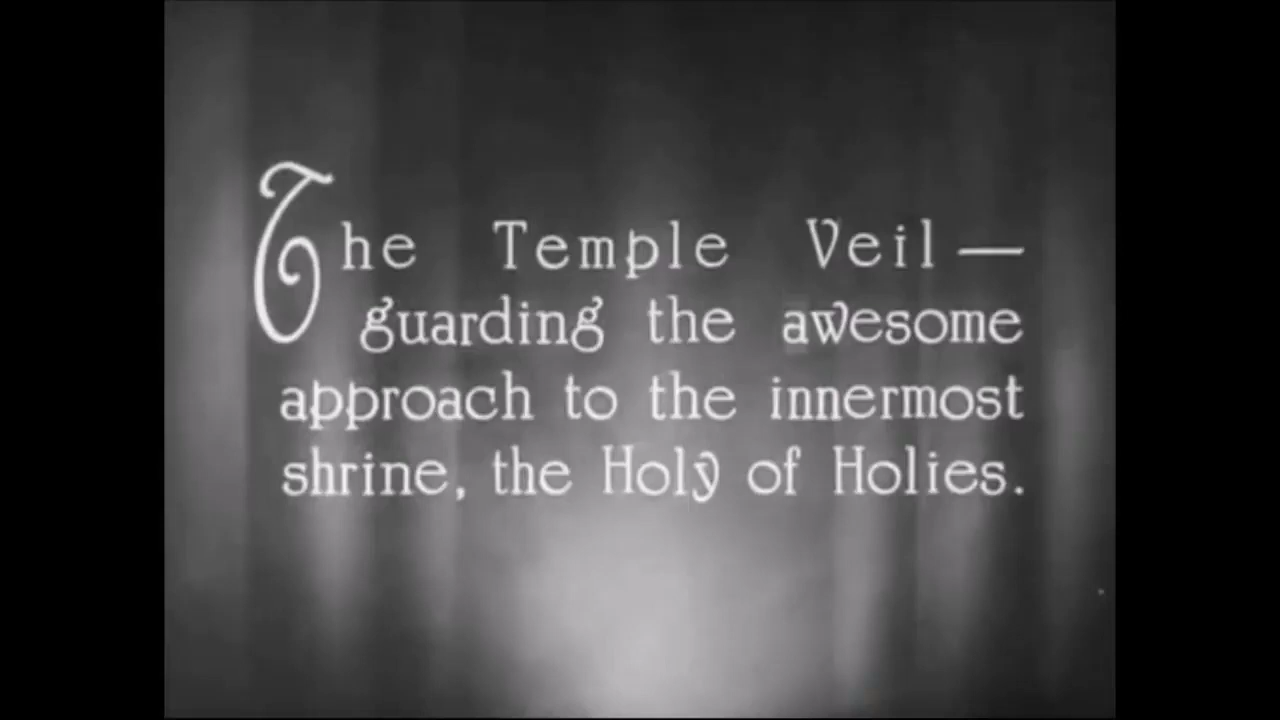 The Temple Veil —
guarding the awesome
approach to the innermost
shrine, the Holy of Holies.